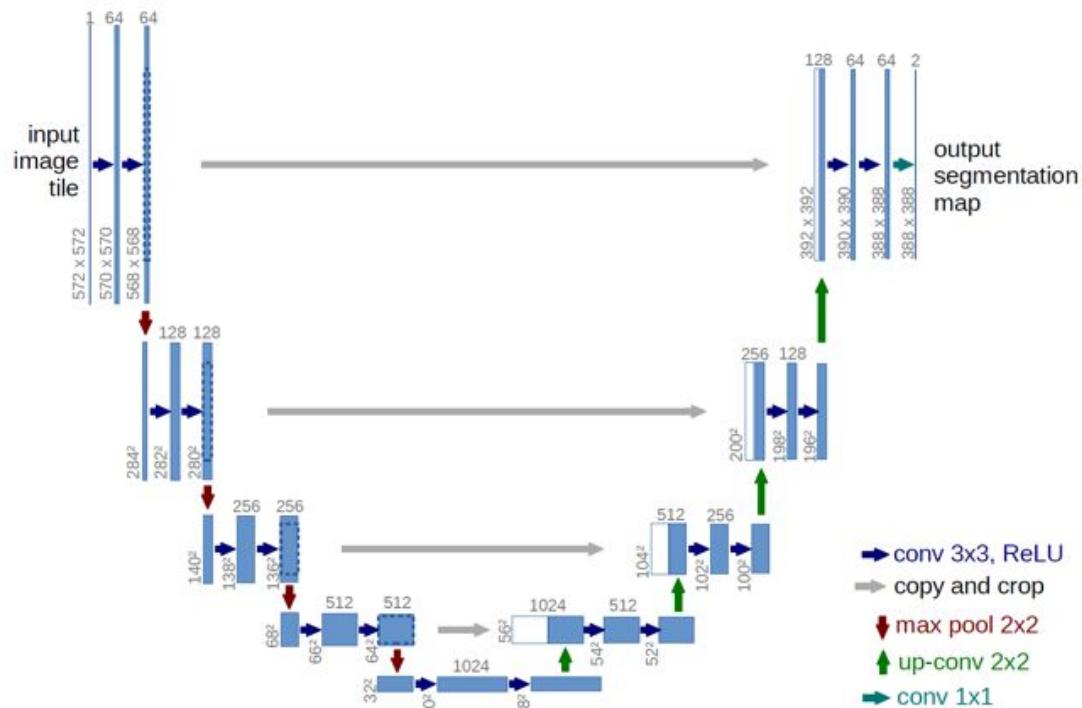 1 64 64
input
image
tile
572 x 572
570 x 570
568 x 568
128 64 64 2
output
segmentation
map
392 x 392
390 x 390
388 x 388
388 x 388
128 128
284²
282²
280²
256 128
200²
198²
196²
256 256
140²
138²
136²
512 256
104²
102²
100²
512 512
68²
66²
64²
1024 512
56²
54²
52²
1024
32²
conv 3x3, ReLU
copy and crop
max pool 2x2
up-conv 2x2
conv 1x1